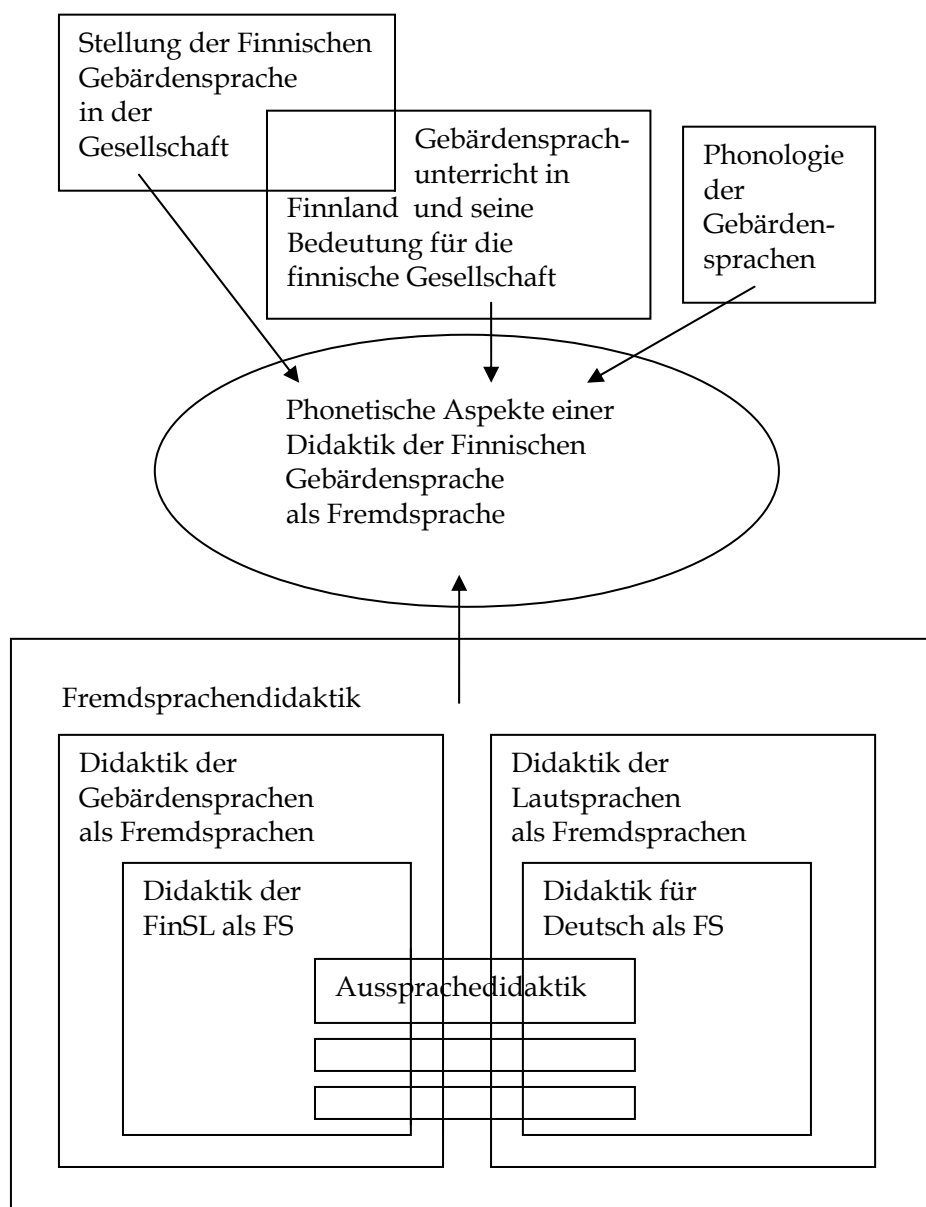 Stellung der Finnischen
Gebärdensprache
in der
Gesellschaft
Gebärdensprach-
unterricht in
Finnland und seine
Bedeutung für die
finnische Gesellschaft
Phonologie
der
Gebärden-
sprachen
Phonetische Aspekte einer
Didaktik der Finnischen
Gebärdensprache
als Fremdsprache
Fremdsprachendidaktik
Didaktik der
Gebärdensprachen
als Fremdsprachen
Didaktik der
FinSL als FS
Didaktik der
Lautsprachen
als Fremdsprachen
Didaktik für
Deutsch als FS
Aussprachedidaktik